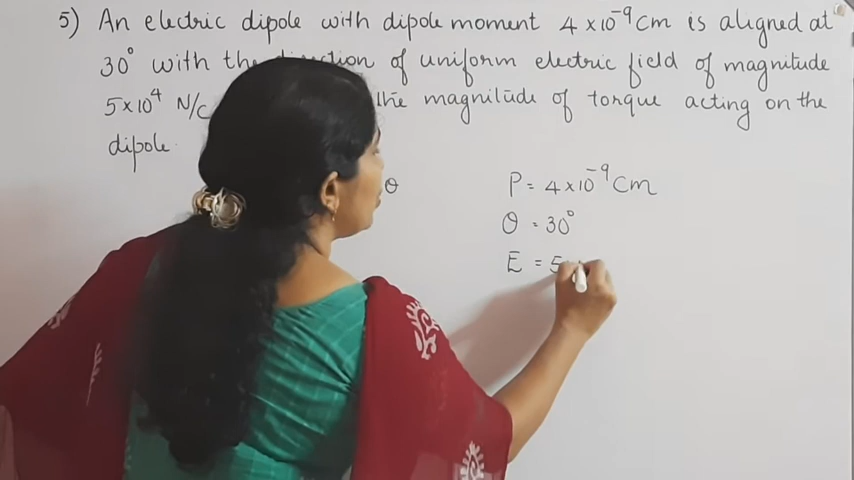 5) An electric dipole with dipole moment 4×10⁻⁹ Cm is aligned at
30° with the direction of uniform electric field of magnitude
5×10⁴ N/C the magnitude of torque acting on the
dipole.
θ
P = 4×10⁻⁹ Cm
θ = 30°
E = 5